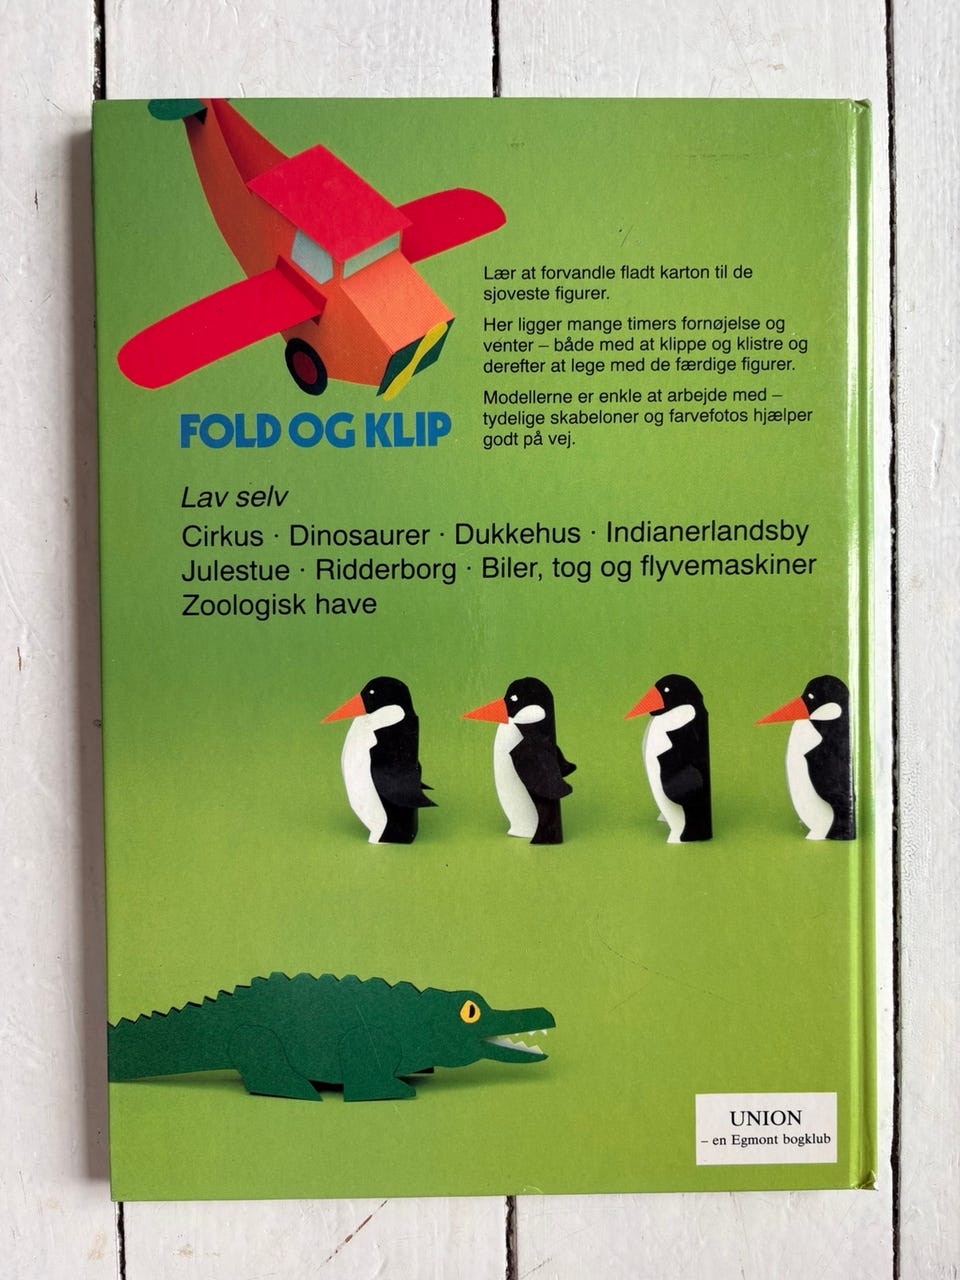 Lær at forvandle fladt karton til de
sjoveste figurer.
Her ligger mange timers fornøjelse og
venter – både med at klippe og klistre og
derefter at lege med de færdige figurer.
Modellerne er enkle at arbejde med –
tydelige skabeloner og farvefotos hjælper
godt på vej.
FOLD OG KLIP
Lav selv
Cirkus · Dinosaurer · Dukkehus · Indianerlandsby
Julestue · Ridderborg · Biler, tog og flyvemaskiner
Zoologisk have
UNION
– en Egmont bogklub